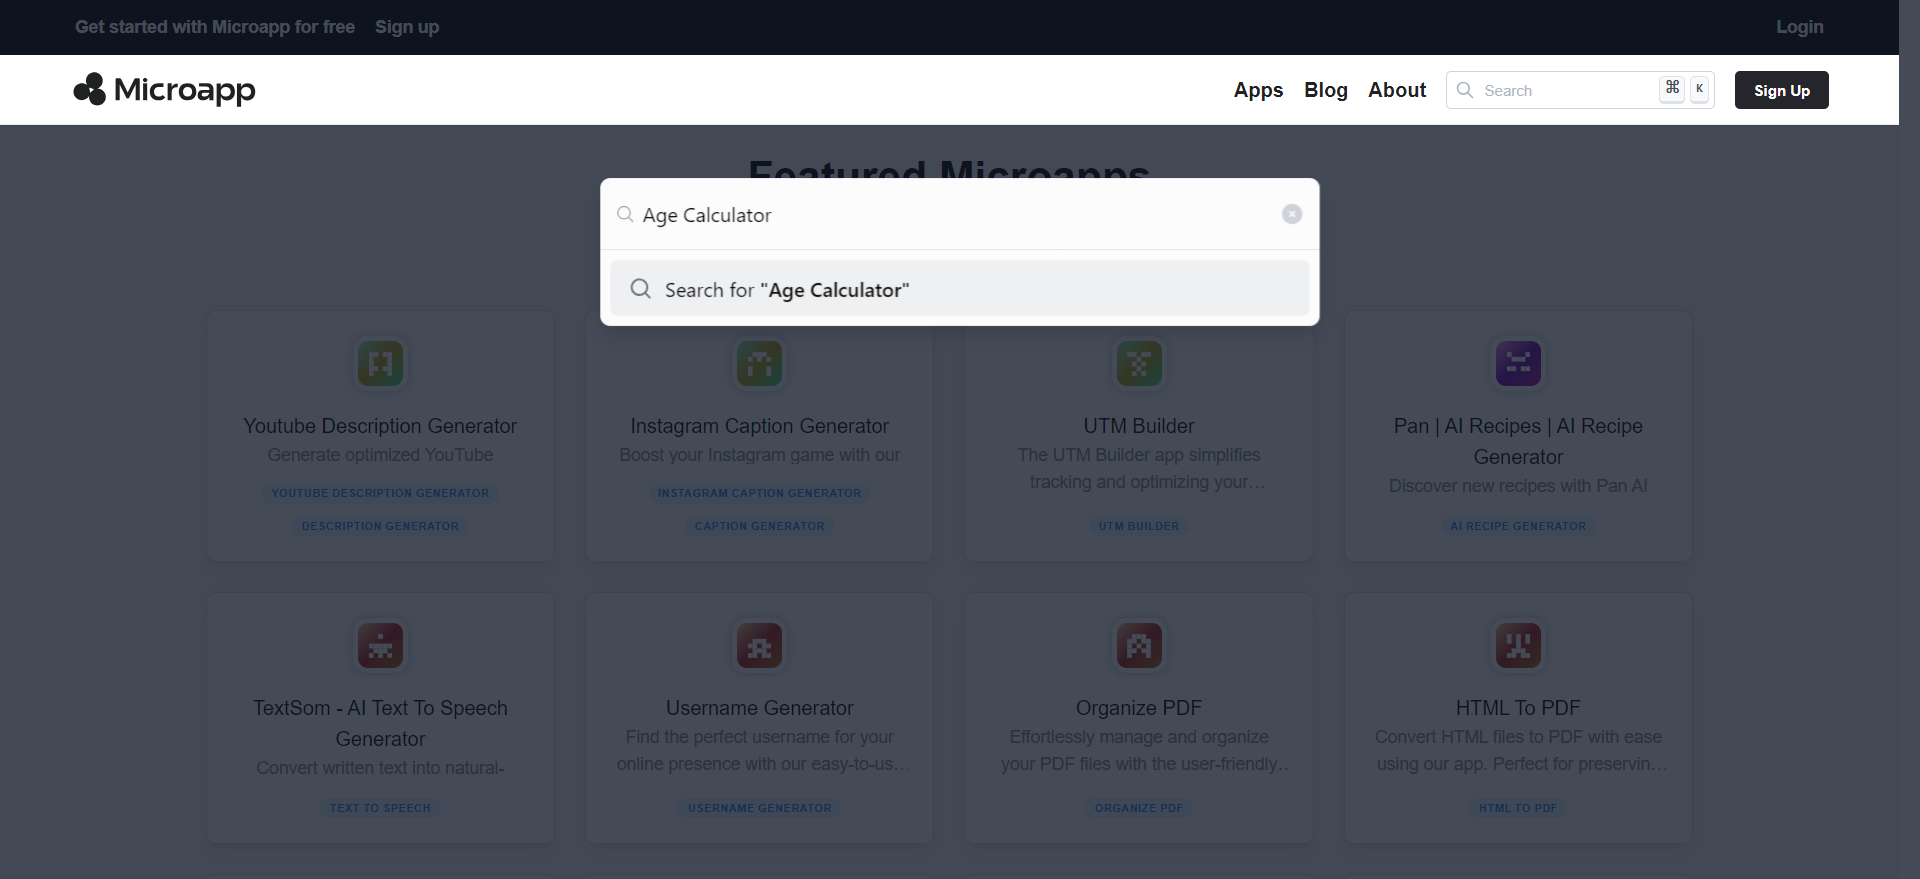 Get started with Microapp for free Sign up Login
Microapp
Apps Blog About Search ⌘ K Sign Up
Featured Microapps
Age Calculator
Search for "Age Calculator"
Youtube Description Generator
Generate optimized YouTube
YOUTUBE DESCRIPTION GENERATOR
DESCRIPTION GENERATOR
Instagram Caption Generator
Boost your Instagram game with our
INSTAGRAM CAPTION GENERATOR
CAPTION GENERATOR
UTM Builder
The UTM Builder app simplifies
tracking and optimizing your…
UTM BUILDER
Pan | AI Recipes | AI Recipe
Generator
Discover new recipes with Pan AI
AI RECIPE GENERATOR
TextSom - AI Text To Speech
Generator
Convert written text into natural-
TEXT TO SPEECH
Username Generator
Find the perfect username for your
online presence with our easy-to-us…
USERNAME GENERATOR
Organize PDF
Effortlessly manage and organize
your PDF files with the user-friendly..
ORGANIZE PDF
HTML To PDF
Convert HTML files to PDF with ease
using our app. Perfect for preservin…
HTML TO PDF